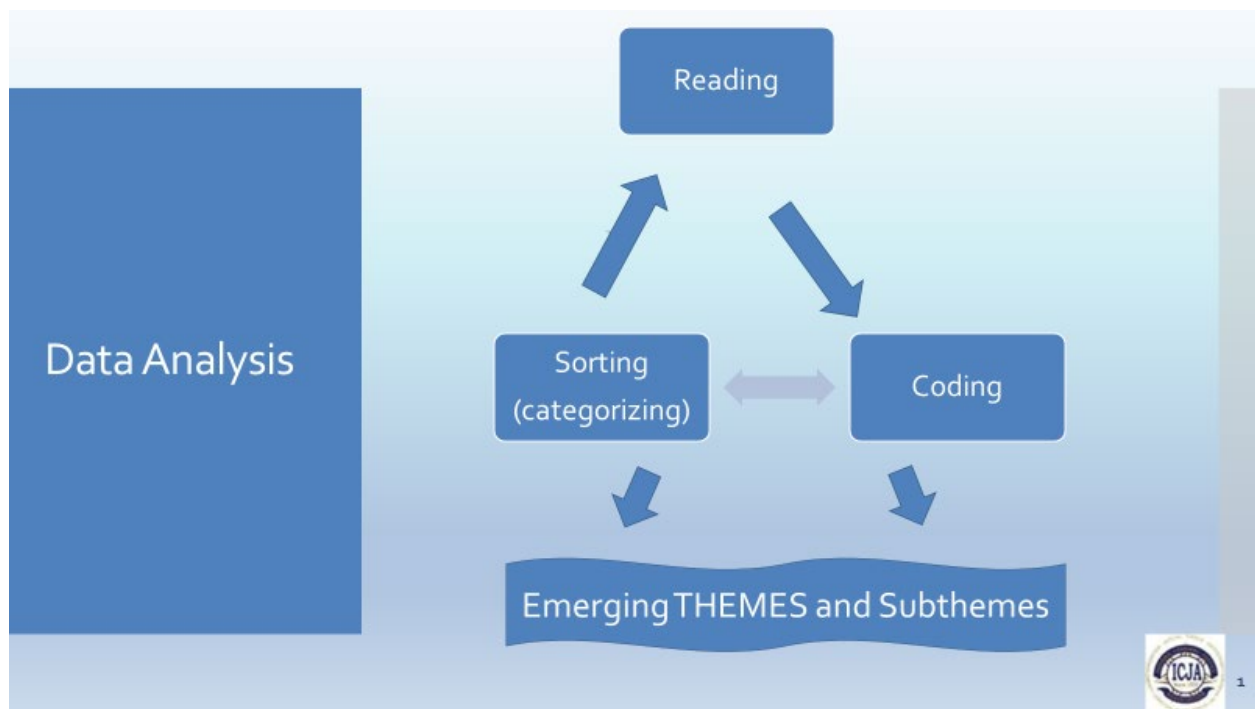 Reading
Data Analysis
Sorting
(categorizing)
Coding
Emerging THEMES and Subthemes
ICJA
1